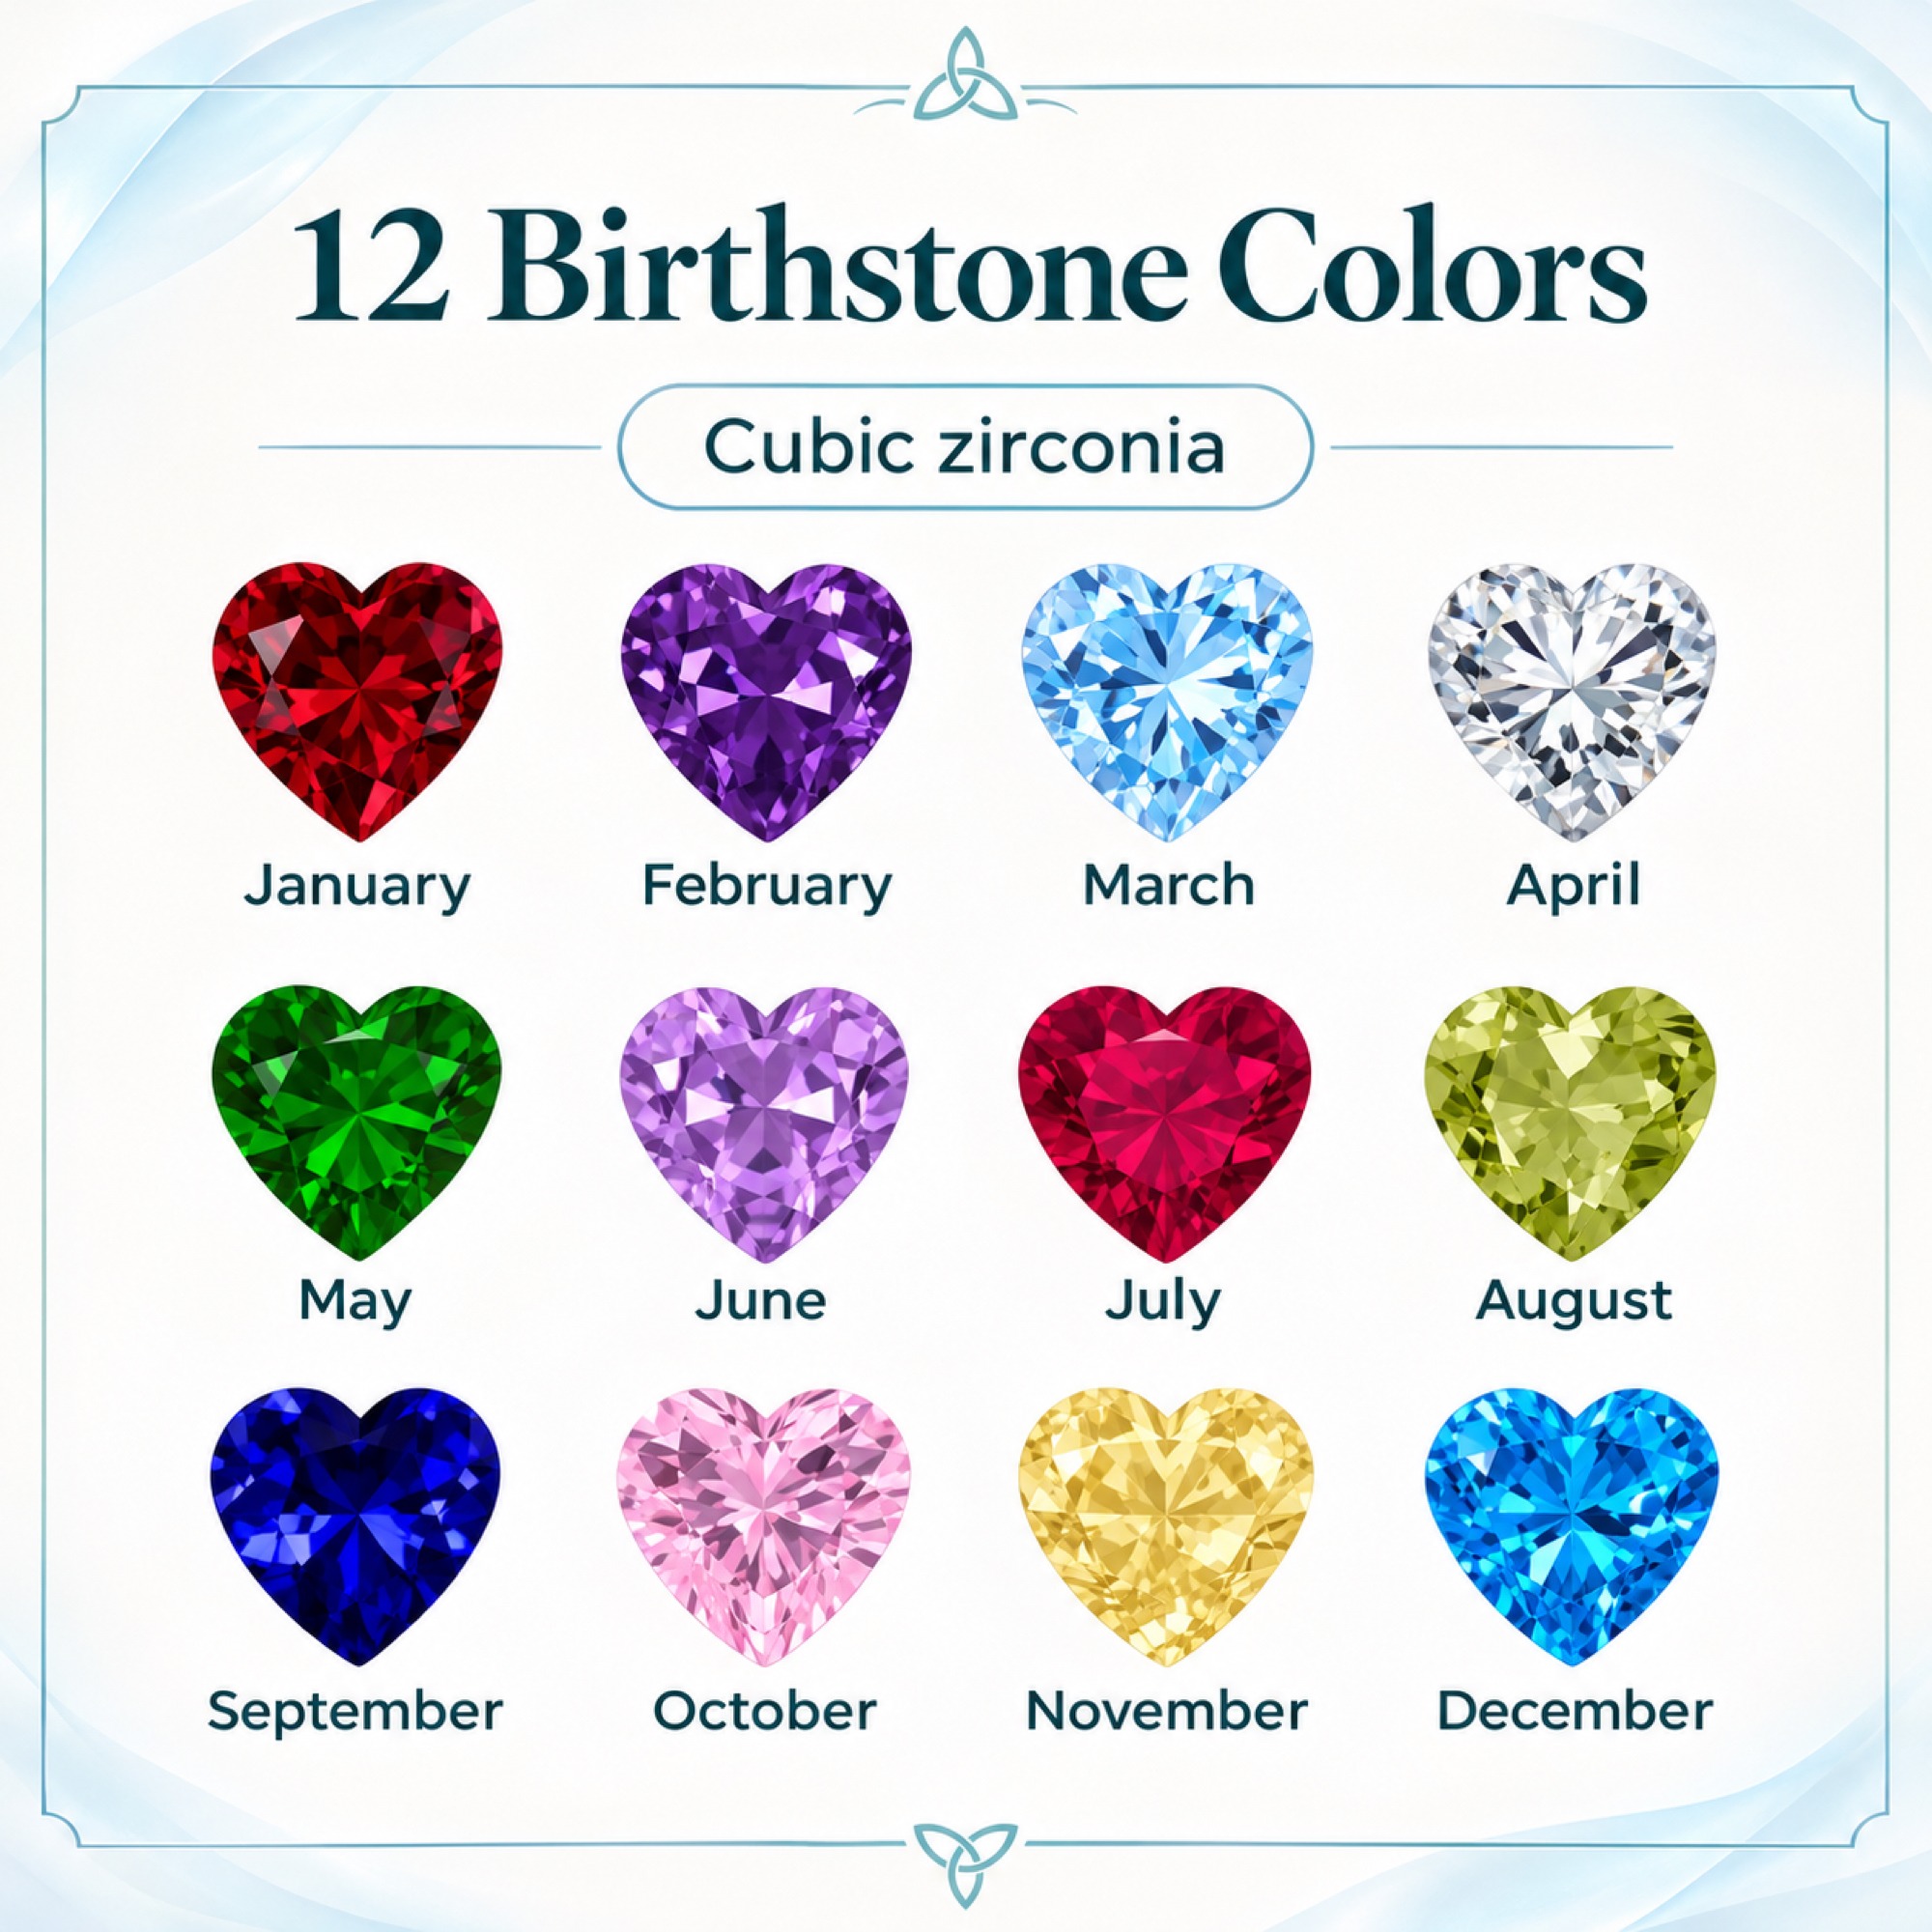 12 Birthstone Colors
Cubic zirconia
January February March April
May June July August
September October November December